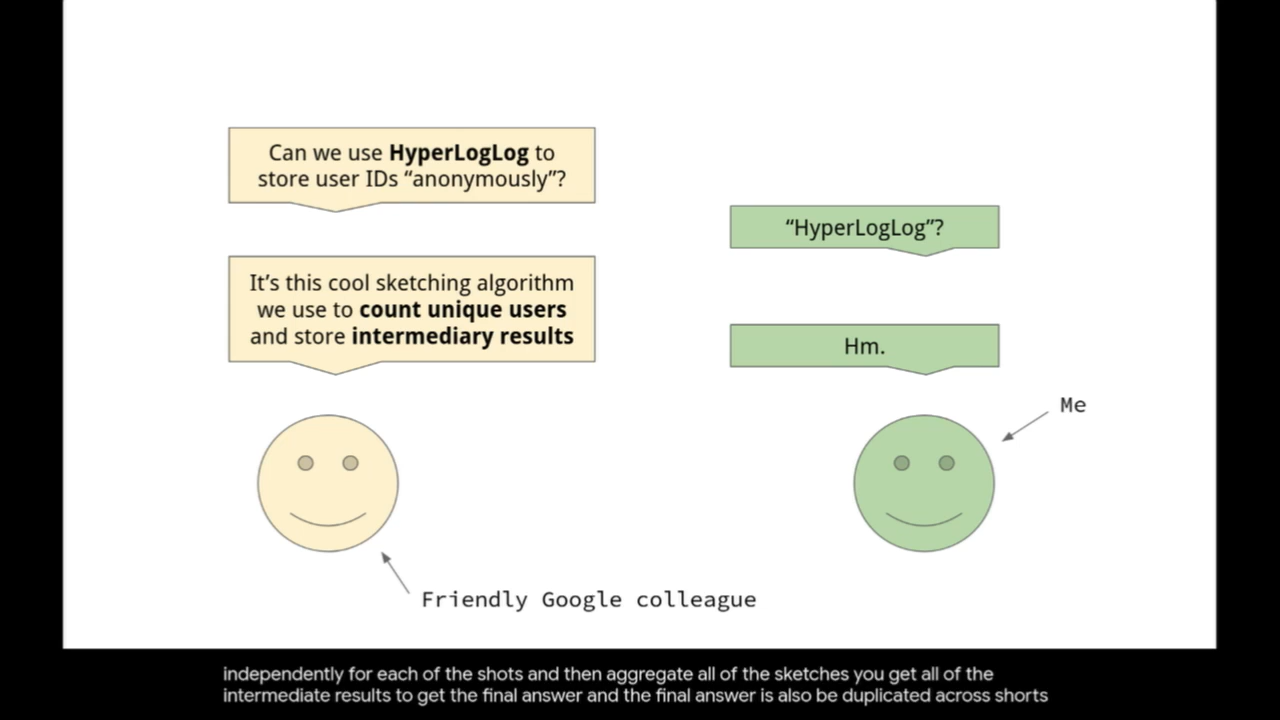 Can we use HyperLogLog to
store user IDs “anonymously”?
“HyperLogLog”?
It’s this cool sketching algorithm
we use to count unique users
and store intermediary results
Hm.
Me
Friendly Google colleague
independently for each of the shots and then aggregate all of the sketches you get all of the
intermediate results to get the final answer and the final answer is also be duplicated across shorts